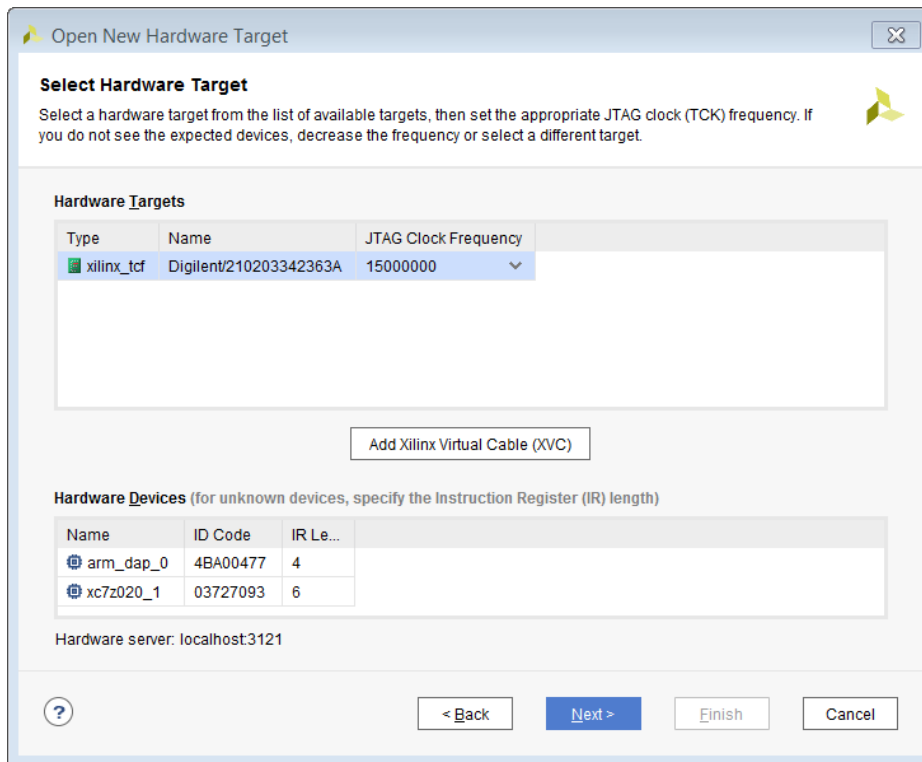 Open New Hardware Target
Select Hardware Target
Select a hardware target from the list of available targets, then set the appropriate JTAG clock (TCK) frequency. If
you do not see the expected devices, decrease the frequency or select a different target.
Hardware Targets
Type Name JTAG Clock Frequency
xilinx_tcf Digilent/210203342363A 15000000
Add Xilinx Virtual Cable (XVC)
Hardware Devices (for unknown devices, specify the Instruction Register (IR) length)
Name ID Code IR Le...
arm_dap_0 4BA00477 4
xc7z020_1 03727093 6
Hardware server: localhost:3121
? < Back Next > Finish Cancel